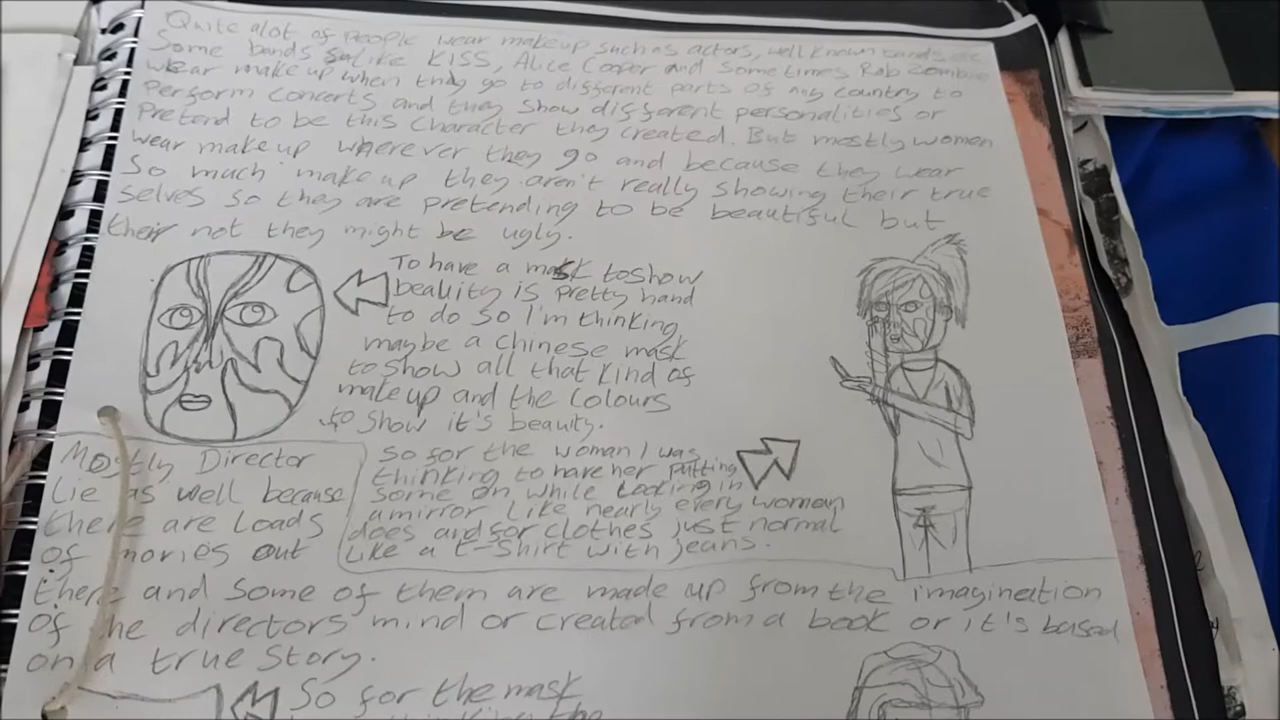 Quite alot of people wear makeup such as actors, well known bands etc
Some bands like KISS, Alice Cooper and sometimes Rob Zombie
wear make up when they go to different parts of any country to
perform concerts and they show different personalities or
Pretend to be this character they created. But mostly women
wear makeup wherever they go and because they wear
so much make up they aren't really showing their true
selves so they are pretending to be beautiful but
their not they might be ugly.
To have a mask to show
beauity is pretty hand
to do so I'm thinking
maybe a chinese mask
to show all that kind of
makeup and the colours
to show it's beauty.
So for the woman I was
thinking to have her putting
some on while looking in
a mirror like nearly every woman
does and for clothes just normal
like a t-shirt with jeans.
Mostly Director
lie as well because
there are loads
of movies out
there and some of them are made up from the imagination
of the directors mind or created from a book or it's based
on a true story.
So for the mask
the